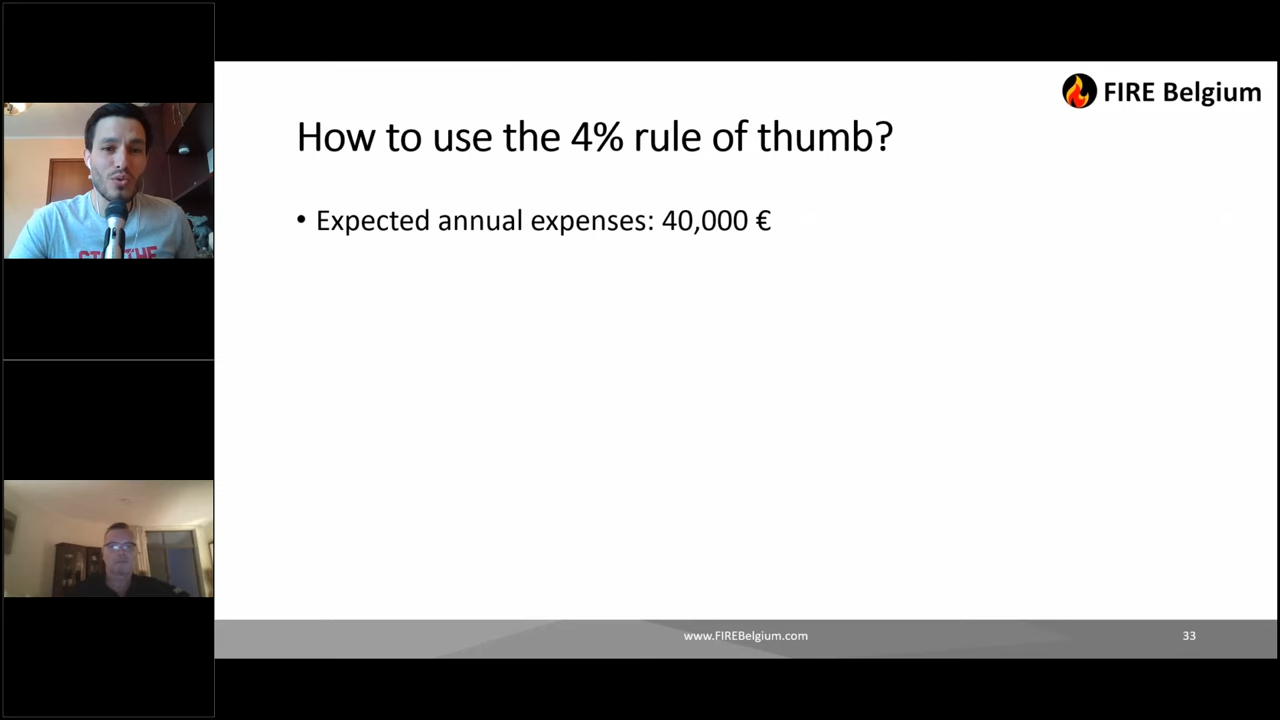 FIRE Belgium
How to use the 4% rule of thumb?
• Expected annual expenses: 40,000 €
www.FIREBelgium.com
33